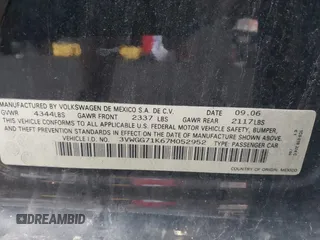 MFD. BY VOLKSWAGEN DE MEXICO S.A. DE C.V. 09.06
GVWR 4344LBS GAWR FRONT 2337 LBS GAWR REAR 2117LBS
THIS VEHICLE CONFORMS TO ALL APPLICABLE U.S. FEDERAL
MOTOR VEHICLE SAFETY, BUMPER, AND THEFT PREVENTION STANDARDS
IN EFFECT ON THE DATE OF MANUFACTURE SHOWN ABOVE.
VEHICLE I.D. NO.: 3VWGG71K67M052952 TYPE: PASSENGER CAR
COUNTRY OF ORIGIN: MEXICO
DREAMBID